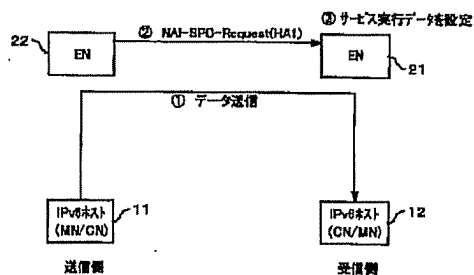 ② NAI-SPO-Request(HA1)
③ サービス実行データを設定
22
EN
EN
21
① データ送信
IPv6ホスト
(MN/CN)
11
IPv6ホスト
(CN/MN)
12
送信側
受信側